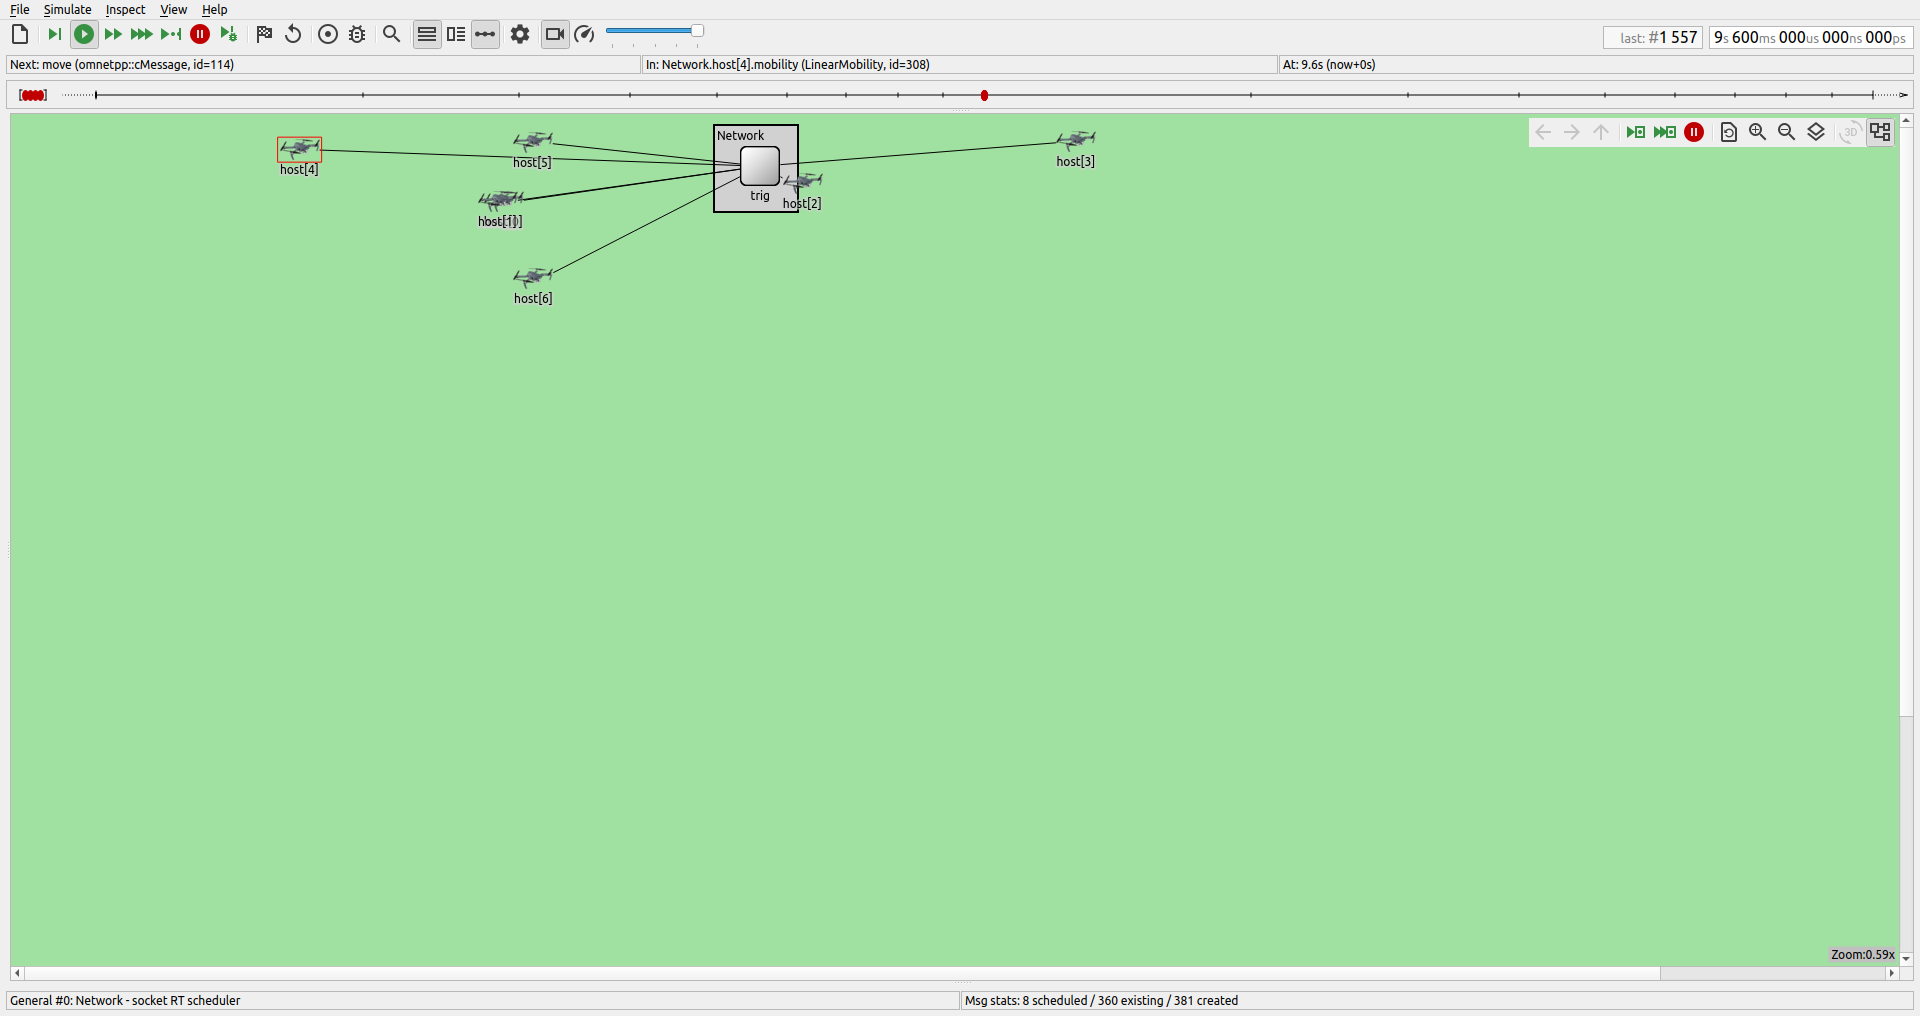 File Simulate Inspect View Help
last: #1 557 9s 600ms 000us 000ns 000ps
Next: move (omnetpp::cMessage, id=114) In: Network.host[4].mobility (LinearMobility, id=308) At: 9.6s (now+0s)
Network
3D
host[5]
host[3]
host[4]
trig
host[2]
host[6]
Zoom:0.59x
General #0: Network - socket RT scheduler Msg stats: 8 scheduled / 360 existing / 381 created